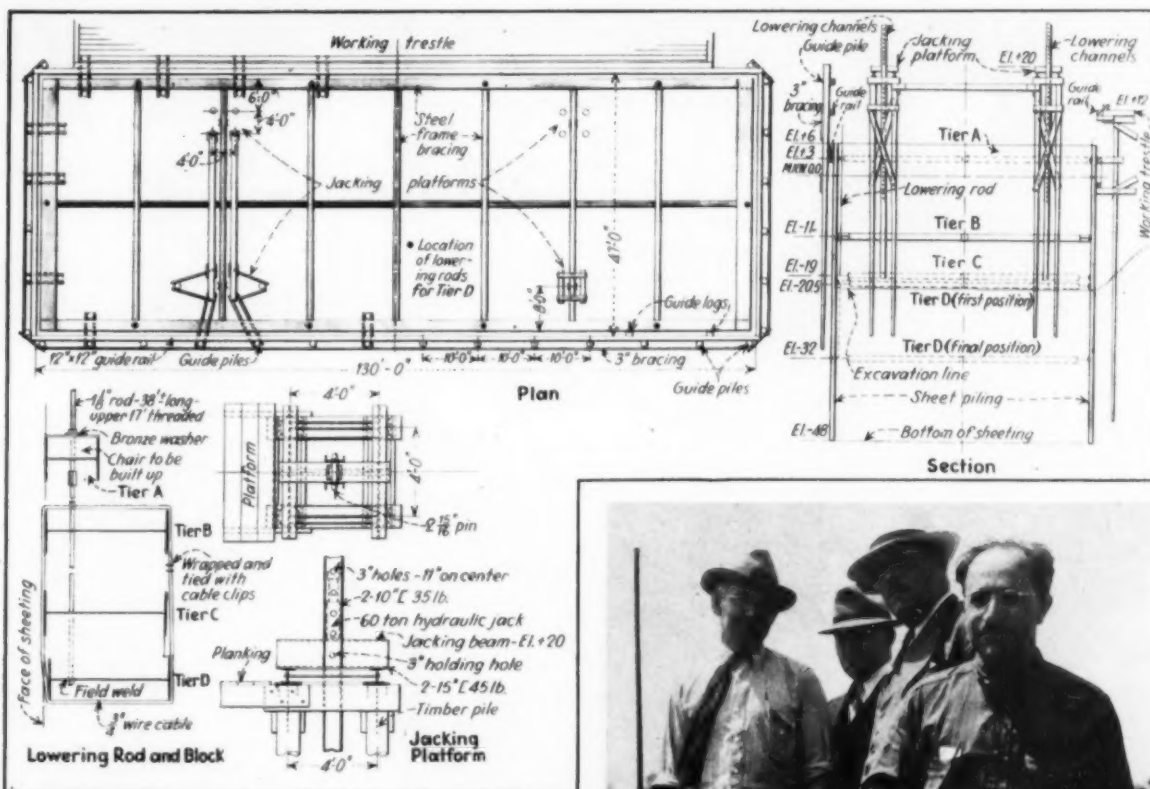 Working trestle
6'-0"
4'-0"
4'-0"
Steel
frame
bracing
Jacking
platforms
47'-0"
• Location
of lower-
ing rods
for Tier D
8'-0"
Guide logs
12"×12" guide rail
Guide piles
10'-0"
10'-0"
10'-0"
3" bracing
130'-0"
Guide piles
Plan
Lowering channels
Guide pile
Jacking
platform
El.+20
Lowering
channels
3"
bracing
Guide
rail
Guide
rail
El.+12
El.+6
El.+3
Tier A
Lowering rod
Working trestle
El.-11
Tier B
El.-19
Tier C
El.-20.5
Tier D (first position)
El.-32
Tier D (final position)
Excavation line
Sheet piling
El.-48
Bottom of sheeting
Section
rod-38'± long-
upper 17' threaded
Bronze washer
Chair to be
built up
Tier A
Tier B
Wrapped and
tied with
cable clips
Tier C
Tier D
Face of sheeting
Field weld
wire cable
Lowering Rod and Block
4'-0"
Platform
4'-0"
2 15/16" pin
3" holes-11" on center
2-10" [ 35 lb.
60 ton hydraulic jack
Jacking beam-El.+20
3" holding hole
2-15" [ 45 lb.
Planking
Timber pile
4'-0"
Jacking
Platform